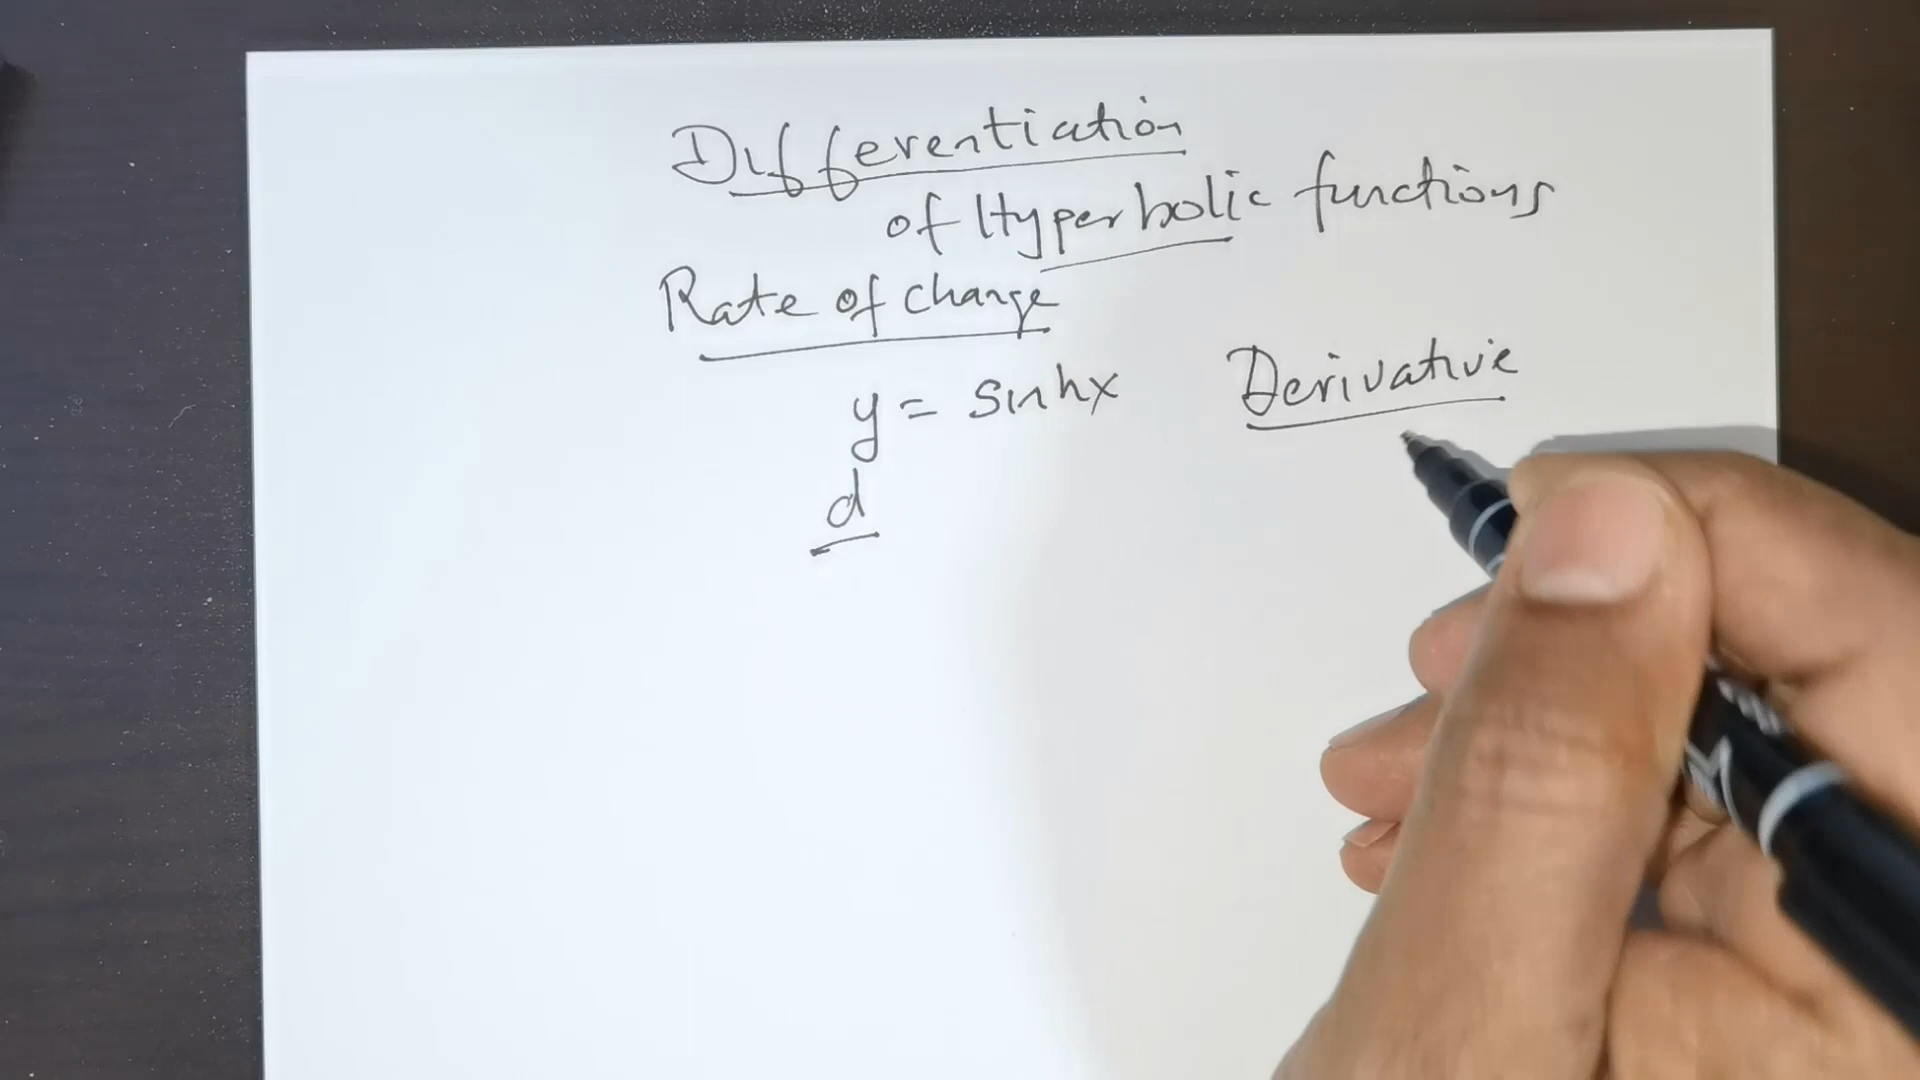 Differentiation
of Hyperbolic functions
Rate of change
y = sinhx Derivative
d